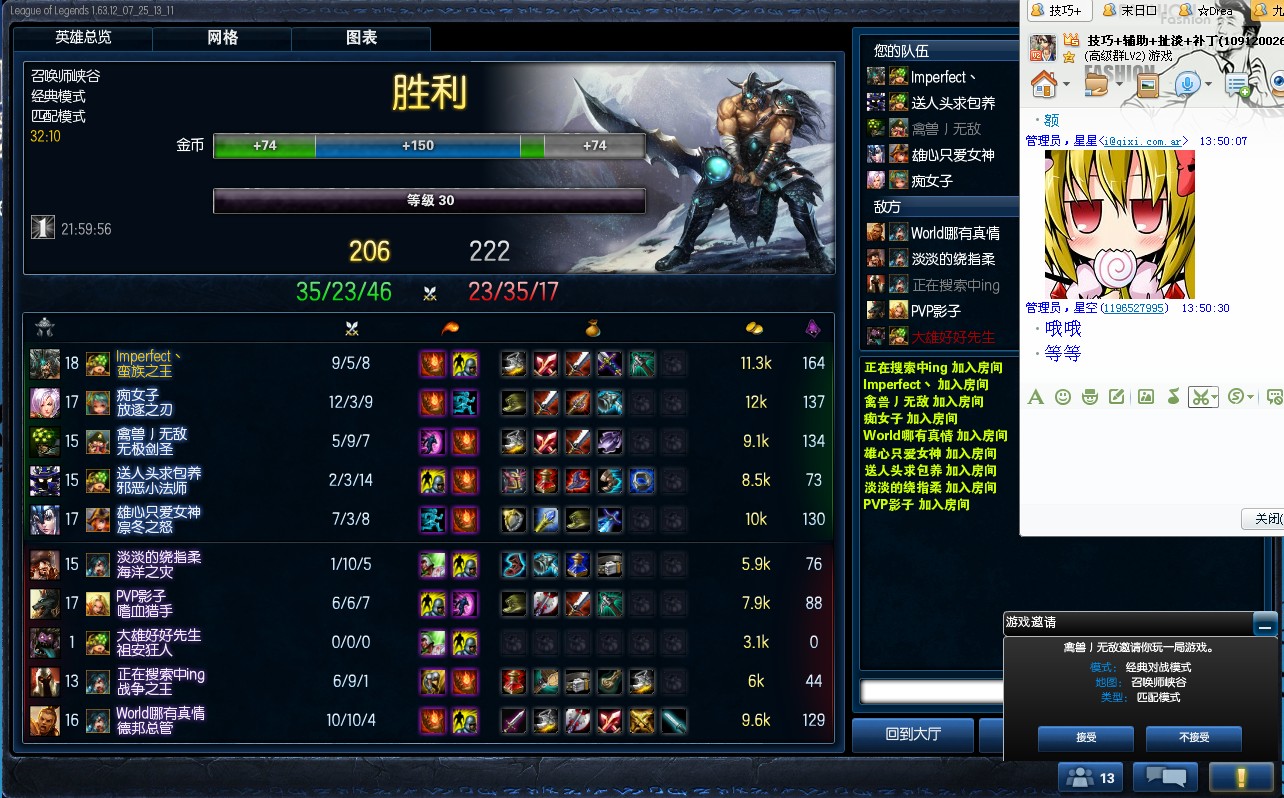 League of Legends 1.63.12_07_25_13_11
英雄总览
网格
图表
召唤师峡谷
经典模式
匹配模式
32:10
胜利
金币
+74
+150
+74
等级 30
21:59:56
206
222
35/23/46
23/35/17
18
Imperfect丶
蛮族之王
9/5/8
11.3k
164
17
痴女子
放逐之刃
12/3/9
12k
137
15
禽兽丿无敌
无极剑圣
5/9/7
9.1k
134
15
送人头求包养
邪恶小法师
2/3/14
8.5k
73
17
雄心只爱女神
凛冬之怒
7/3/8
10k
130
15
淡淡的绕指柔
海洋之灾
1/10/5
5.9k
76
17
PVP影子
嗜血猎手
6/6/7
7.9k
88
1
大雄好好先生
祖安狂人
0/0/0
3.1k
0
13
正在搜索中ing
战争之王
6/9/1
6k
44
16
World哪有真情
德邦总管
10/10/4
9.6k
129
您的队伍
Imperfect丶
送人头求包养
禽兽丿无敌
雄心只爱女神
痴女子
敌方
World哪有真情
淡淡的绕指柔
正在搜索中ing
PVP影子
大雄好好先生
正在搜索中ing 加入房间
Imperfect丶 加入房间
禽兽丿无敌 加入房间
痴女子 加入房间
World哪有真情 加入房间
雄心只爱女神 加入房间
送人头求包养 加入房间
淡淡的绕指柔 加入房间
PVP影子 加入房间
回到大厅
技巧+
末日口
☆Drea
九
Fashion
技巧+辅助+扯淡+补丁(109120026
(高级群LV2) 游戏
FASHION
额
管理员，星星<i@qixi.com.ar> 13:50:07
管理员，星空(1196527995) 13:50:30
哦哦
等等
关闭(
游戏邀请
禽兽丿无敌邀请你玩一局游戏。
模式： 经典对战模式
地图： 召唤师峡谷
类型： 匹配模式
接受
不接受
13